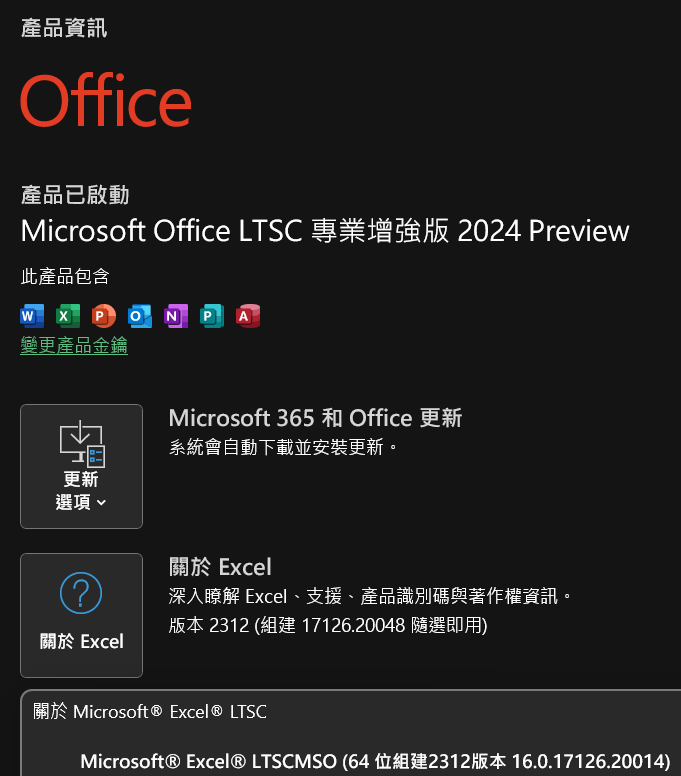 產品資訊
Office
產品已啟動
Microsoft Office LTSC 專業增強版 2024 Preview
此產品包含
W X P O N P A
變更產品金鑰
Microsoft 365 和 Office 更新
系統會自動下載並安裝更新。
更新
選項
關於 Excel
深入瞭解 Excel、支援、產品識別碼與著作權資訊。
版本 2312 (組建 17126.20048 隨選即用)
?
關於 Excel
關於 Microsoft® Excel® LTSC
Microsoft® Excel® LTSCMSO (64 位組建2312版本 16.0.17126.20014)